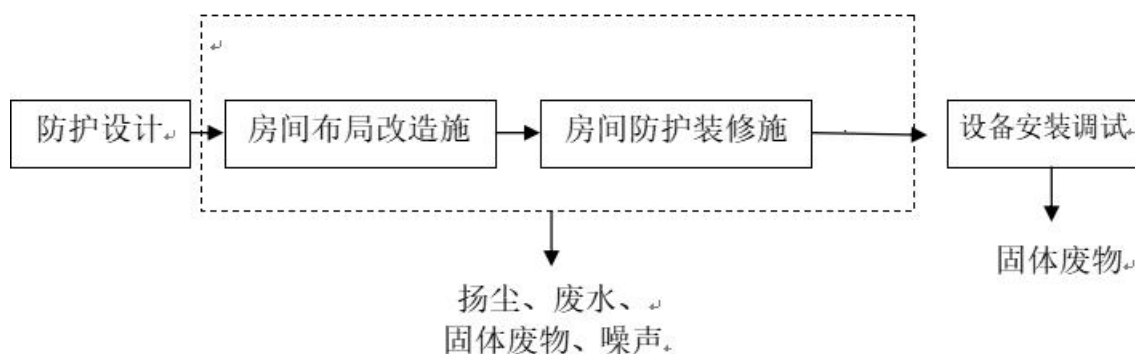 防护设计
房间布局改造施
房间防护装修施
设备安装调试
固体废物
扬尘、废水、
固体废物、噪声